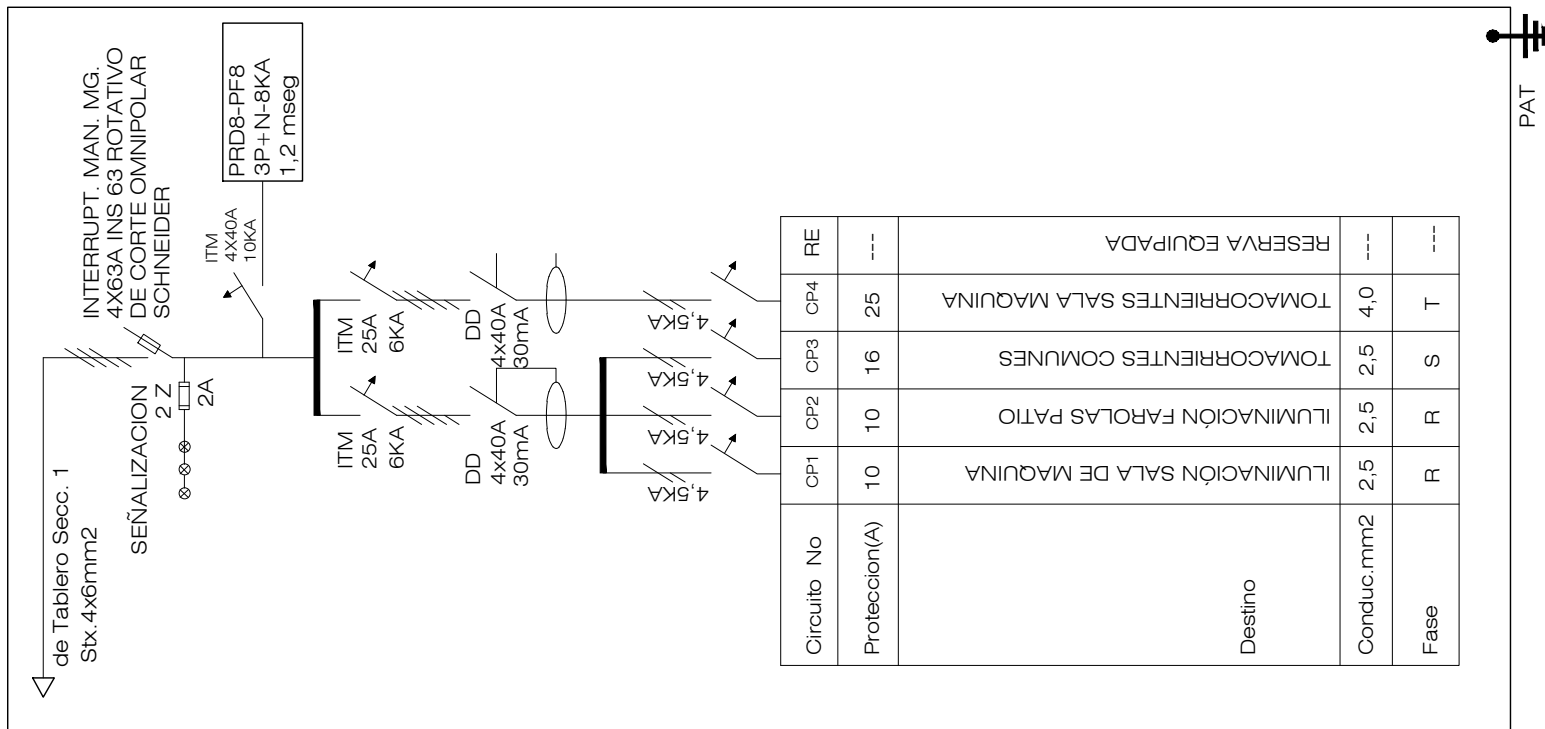 de Tablero Secc. 1
Stx.4x6mm2
SEÑALIZACION
2 Z
2A
INTERRUPT. MAN. MG.
4X63A INS 63 ROTATIVO
DE CORTE OMNIPOLAR
SCHNEIDER
ITM
4X40A
10KA
PRD8-PF8
3P+N-8KA
1,2 mseg
ITM
25A
6KA
ITM
25A
6KA
DD
4x40A
30mA
DD
4x40A
30mA
4,5KA
4,5KA
4,5KA
4,5KA
Circuito No CP1 CP2 CP3 CP4 RE
Proteccion(A) 10 10 16 25 ---
Destino ILUMINACIÓN SALA DE MAQUINA ILUMINACIÓN FAROLAS PATIO TOMACORRIENTES COMUNES TOMACORRIENTES SALA MAQUINA RESERVA EQUIPADA
Conduc.mm2 2,5 2,5 2,5 4,0 ---
Fase R R S T ---
PAT